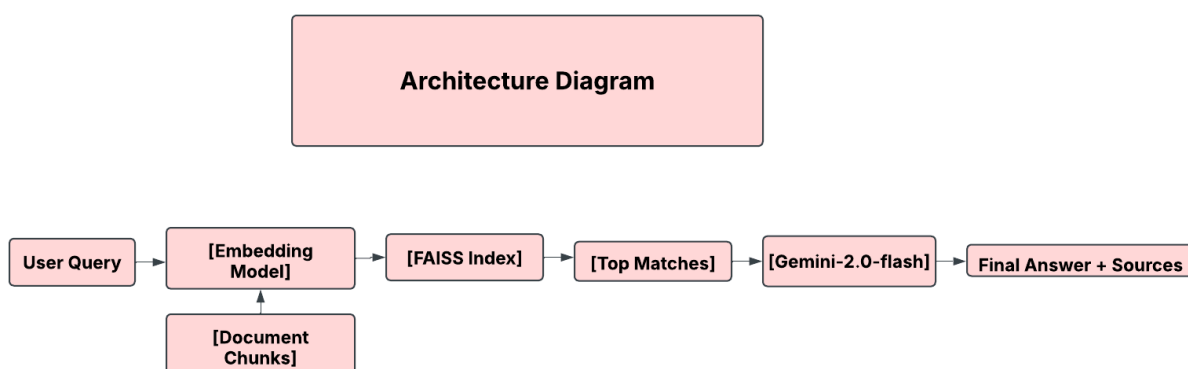 Architecture Diagram
User Query
[Embedding
Model]
[FAISS Index]
[Top Matches]
[Gemini-2.0-flash]
Final Answer + Sources
[Document
Chunks]